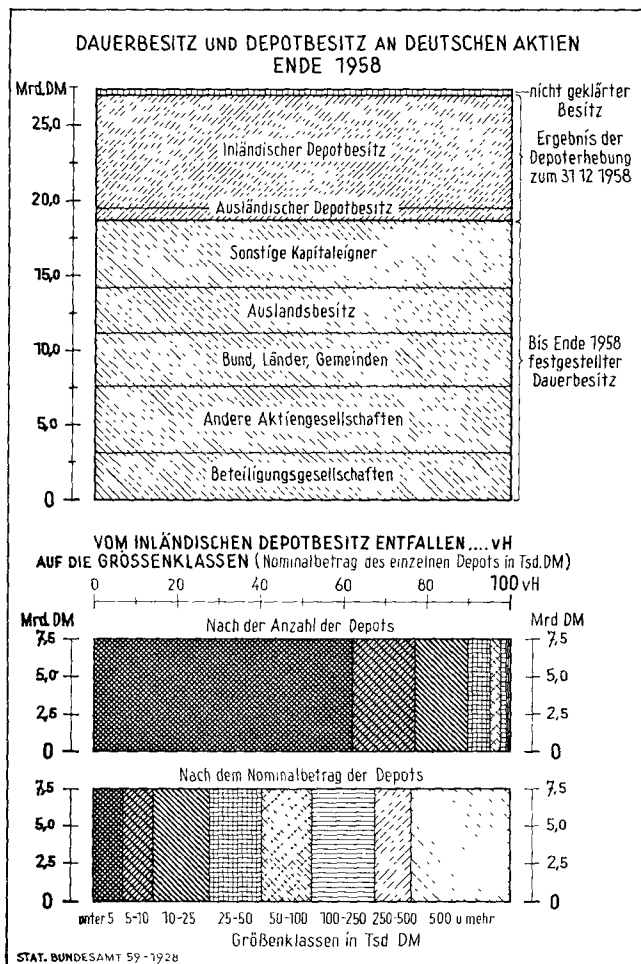 DAUERBESITZ UND DEPOTBESITZ AN DEUTSCHEN AKTIEN
ENDE 1958
Mrd. DM
25,0
20,0
15,0
10,0
5,0
0
nicht geklärter
Besitz
Inländischer Depotbesitz
Ergebnis der
Depoterhebung
zum 31 12 1958
Ausländischer Depotbesitz
Sonstige Kapitaleigner
Auslandsbesitz
Bund, Länder, Gemeinden
Bis Ende 1958
festgestellter
Dauerbesitz
Andere Aktiengesellschaften
Beteiligungsgesellschaften
VOM INLÄNDISCHEN DEPOTBESITZ ENTFALLEN.... vH
AUF DIE GRÖSSENKLASSEN (Nominalbetrag des einzelnen Depots in Tsd. DM)
0 20 40 60 80 100 vH
Mrd. DM Nach der Anzahl der Depots Mrd DM
7,5 7,5
5,0 5,0
2,5 2,5
0 0
Nach dem Nominalbetrag der Depots
7,5 7,5
5,0 5,0
2,5 2,5
0 0
unter 5 5-10 10-25 25-50 50-100 100-250 250-500 500 u mehr
Größenklassen in Tsd DM
STAT. BUNDESAMT 59-1928